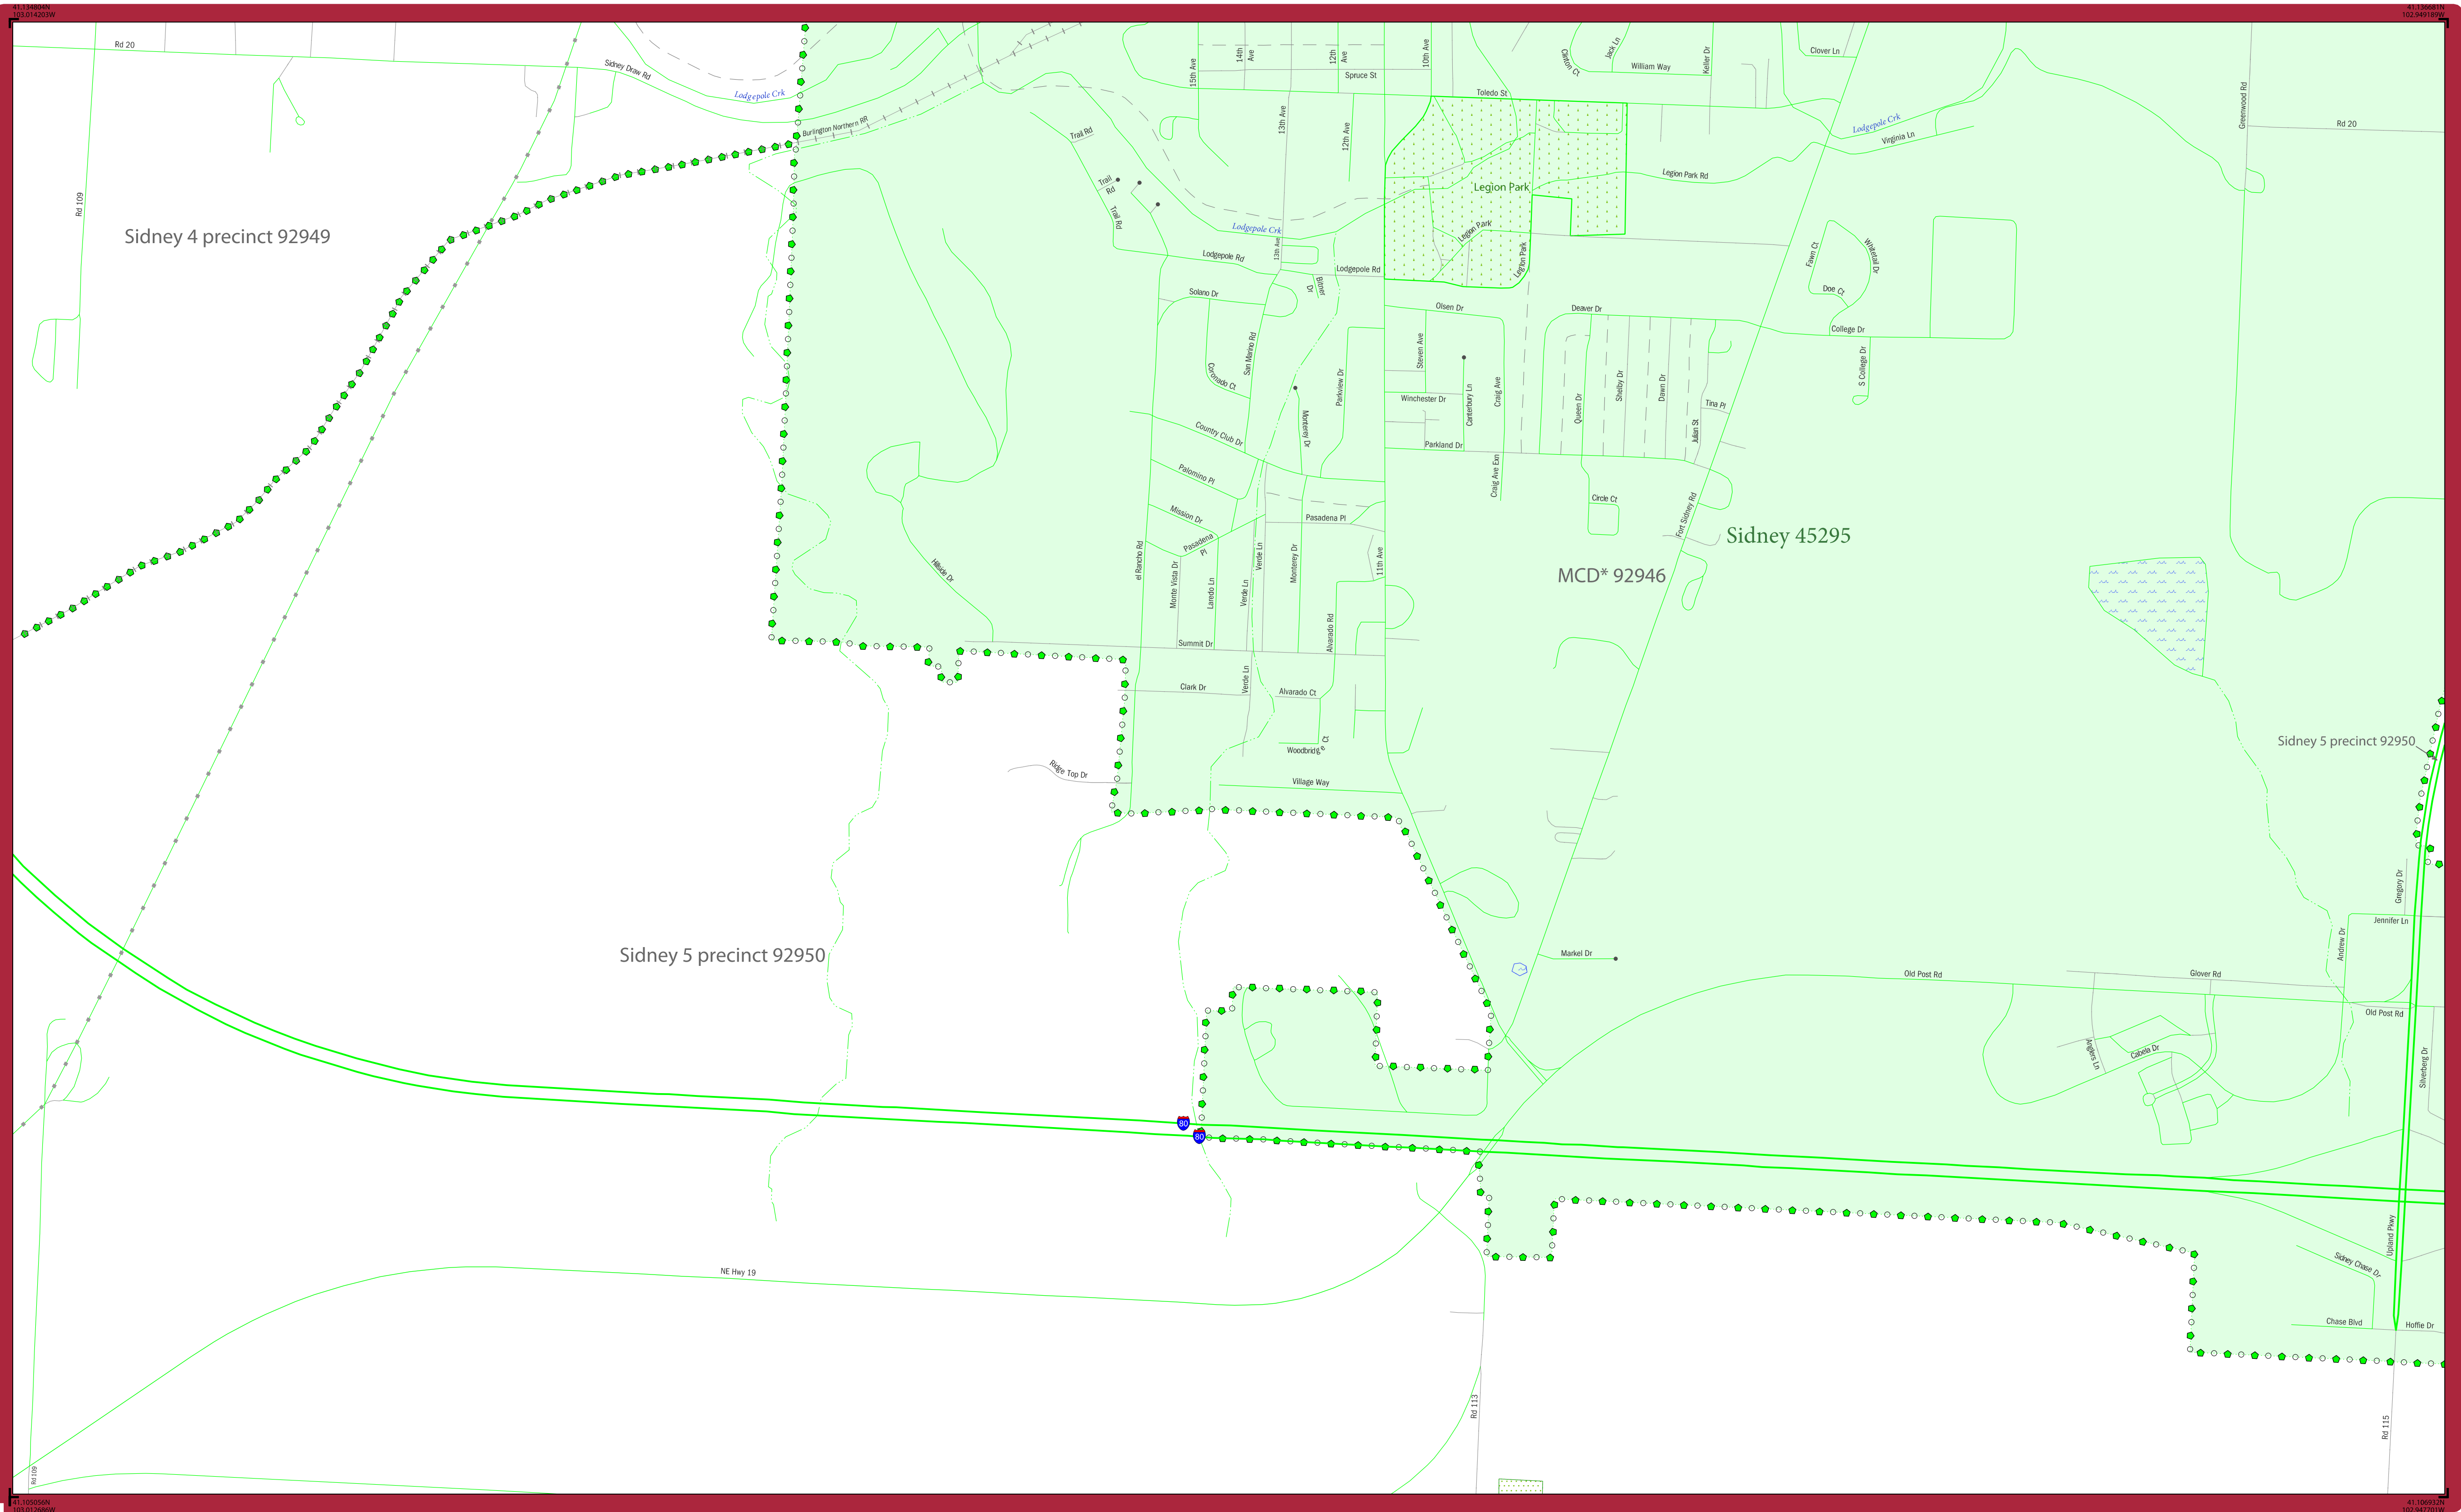 41.134804N
103.014203W
41.136681N
102.949189W
Rd 20
Sidney Draw Rd
Lodgepole Crk
Burlington Northern RR
15th Ave
14th
Ave
12th
Ave
10th Ave
Spruce St
Clinton Ct
Jack Ln
William Way
Keller Dr
Clover Ln
Toledo St
13th Ave
12th Ave
Greenwood Rd
Rd 20
Lodgepole Crk
Virginia Ln
Trail Rd
Trail
Rd
Trail Rd
Rd 109
Sidney 4 precinct 92949
Legion Park
Legion Park Rd
Legion Park
Legion Park
Lodgepole Crk
13th Ave
Lodgepole Rd
Lodgepole Rd
Bitner
Dr
Fawn Ct
Whitetail Dr
Doe Ct
Solano Dr
Olsen Dr
Deaver Dr
College Dr
S College Dr
San Marino Rd
Coronado Ct
Steven Ave
Parkview Dr
Winchester Dr
Canterbury Ln
Craig Ave
Queen Dr
Shelby Dr
Dawn Dr
Tina Pl
Julian St
Country Club Dr
Monterey Dr
Parkland Dr
Craig Ave Exn
Palomino Pl
Circle Ct
Fort Sidney Rd
Mission Dr
Pasadena Pl
Pasadena
Pl
Sidney 45295
MCD* 92946
Hillside Dr
el Rancho Rd
Monte Vista Dr
Laredo Ln
Verde Ln
Verde Ln
Monterey Dr
11th Ave
Alvarado Rd
Summit Dr
Clark Dr
Verde Ln
Alvarado Ct
Woodbridge Ct
Ridge Top Dr
Village Way
Sidney 5 precinct 92950
Gregory Dr
Jennifer Ln
Andrew Dr
Sidney 5 precinct 92950
Markel Dr
Old Post Rd
Glover Rd
Old Post Rd
Anglers Ln
Cabela Dr
Silverberg Dr
80
80
Upland Pkwy
Sidney Chase Dr
NE Hwy 19
Chase Blvd
Hoffie Dr
Rd 113
Rd 115
Rd 109
41.105056N
103.012686W
41.106932N
102.947701W